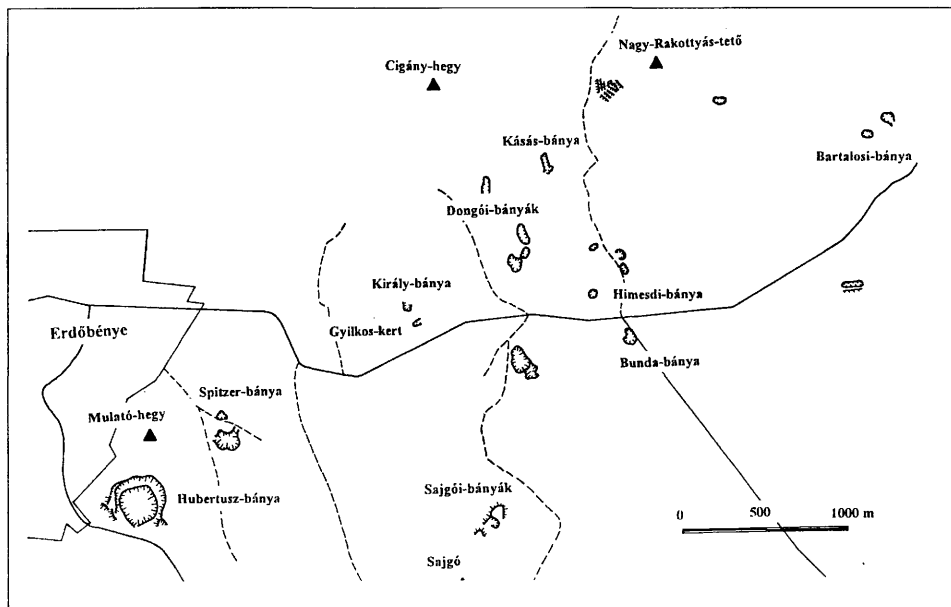 Nagy-Rakottyás-tető
Cigány-hegy
Kásás-bánya
Bartalosi-bánya
Dongói-bányák
Király-bánya
Himesdi-bánya
Gyilkos-kert
Erdőbénye
Bunda-bánya
Spitzer-bánya
Mulató-hegy
Hubertusz-bánya
Sajgói-bányák
0 500 1000 m
Sajgó